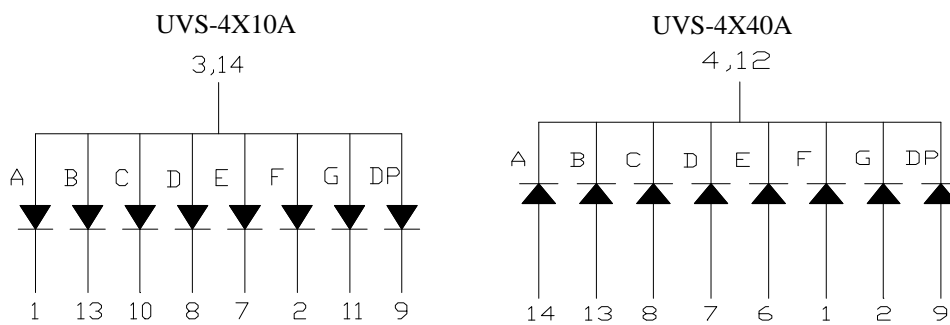 UVS-4X10A
3,14
A B C D E F G DP
1 13 10 8 7 2 11 9
UVS-4X40A
4,12
A B C D E F G DP
14 13 8 7 6 1 2 9